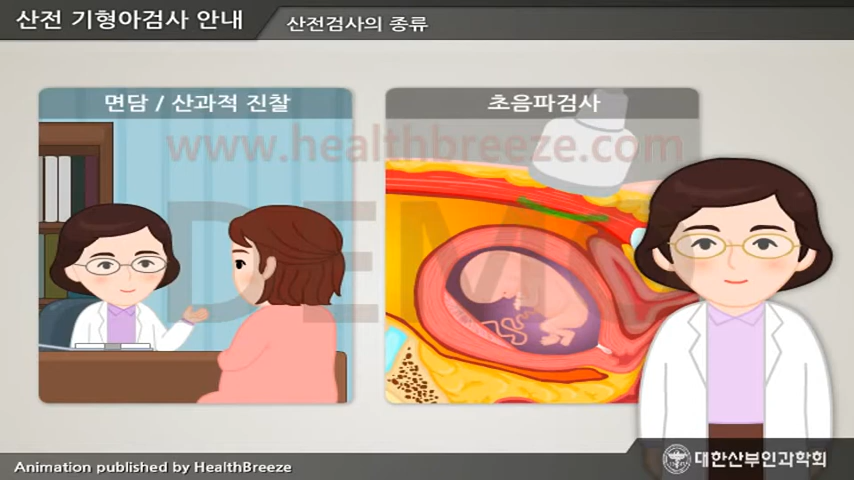 산전 기형아검사 안내
산전검사의 종류
면담 / 산과적 진찰
초음파검사
www.healthbreeze.com
DEMO
Animation published by HealthBreeze
대한산부인과학회